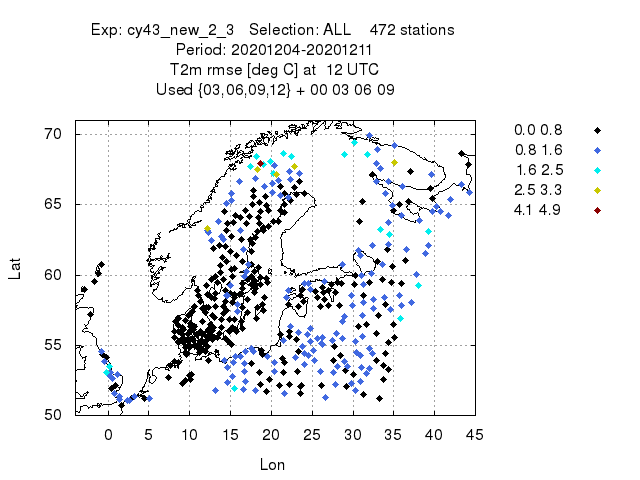 Exp: cy43_new_2_3 Selection: ALL 472 stations
Period: 20201204-20201211
T2m rmse [deg C] at 12 UTC
Used {03,06,09,12} + 00 03 06 09
70
65
60
55
50
Lat
0 5 10 15 20 25 30 35 40 45
Lon
0.0 0.8
0.8 1.6
1.6 2.5
2.5 3.3
4.1 4.9